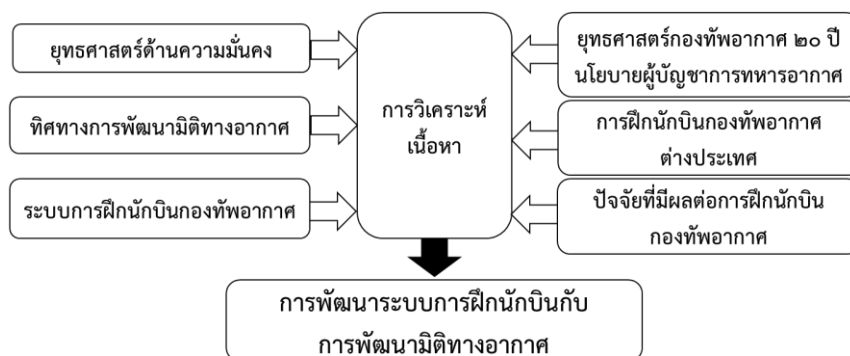 ยุทธศาสตร์ด้านความมั่นคง
ทิศทางการพัฒนามิติทางอากาศ
ระบบการฝึกนักบินกองทัพอากาศ
การวิเคราะห์
เนื้อหา
ยุทธศาสตร์กองทัพอากาศ ๒๐ ปี
นโยบายผู้บัญชาการทหารอากาศ
การฝึกนักบินกองทัพอากาศ
ต่างประเทศ
ปัจจัยที่มีผลต่อการฝึกนักบิน
กองทัพอากาศ
การพัฒนาระบบการฝึกนักบินกับ
การพัฒนามิติทางอากาศ